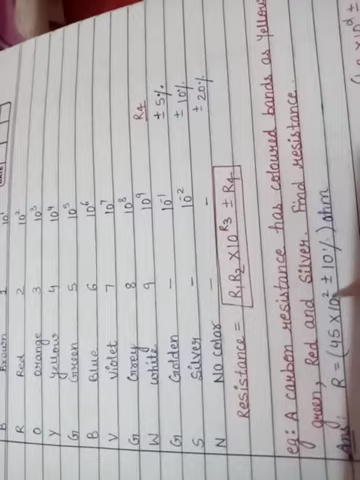 B Brown 1 10¹
R Red 2 10²
O Orange 3 10³
Y Yellow 4 10⁴
G Green 5 10⁵
B Blue 6 10⁶
V Violet 7 10⁷
G Grey 8 10⁸ R₄
W White 9 10⁹ ± 5%
G Golden – 10⁻¹ ± 10%
S Silver – 10⁻² ± 20%
N No color – –
Resistance = R₁R₂ × 10^R₃ ± R₄
eg: A carbon resistance has coloured bands as Yellow
green, Red and Silver. Find resistance.
Ans: R = (45 × 10² ± 10%) ohm